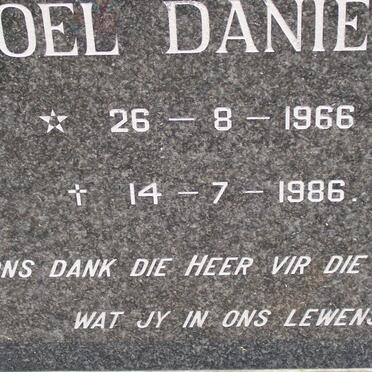 OEL DANIE
☆ 26 – 8 – 1966
† 14 – 7 – 1986.
ONS DANK DIE HEER VIR DIE
WAT JY IN ONS LEWENS